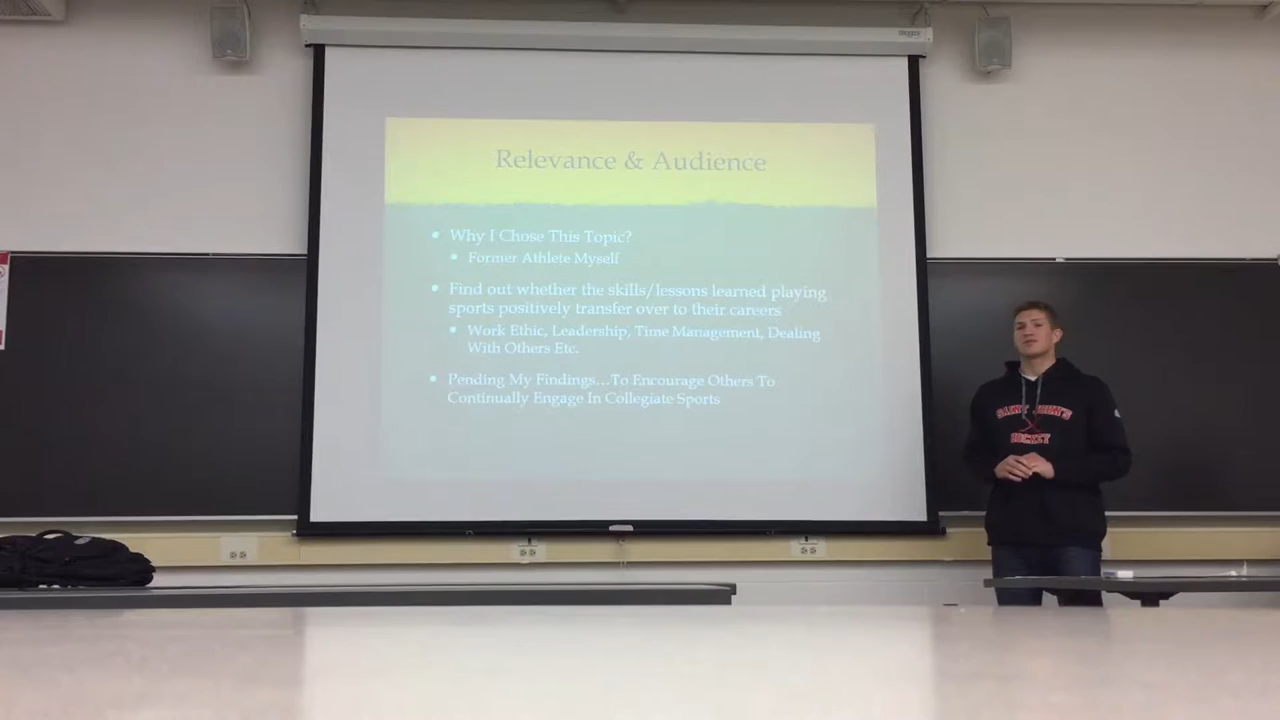 Relevance & Audience
Why I Chose This Topic?
Former Athlete Myself
Find out whether the skills/lessons learned playing
sports positively transfer over to their careers
Work Ethic, Leadership, Time Management, Dealing
With Others Etc.
Pending My Findings...To Encourage Others To
Continually Engage In Collegiate Sports
SAINT JOHN'S
HOCKEY